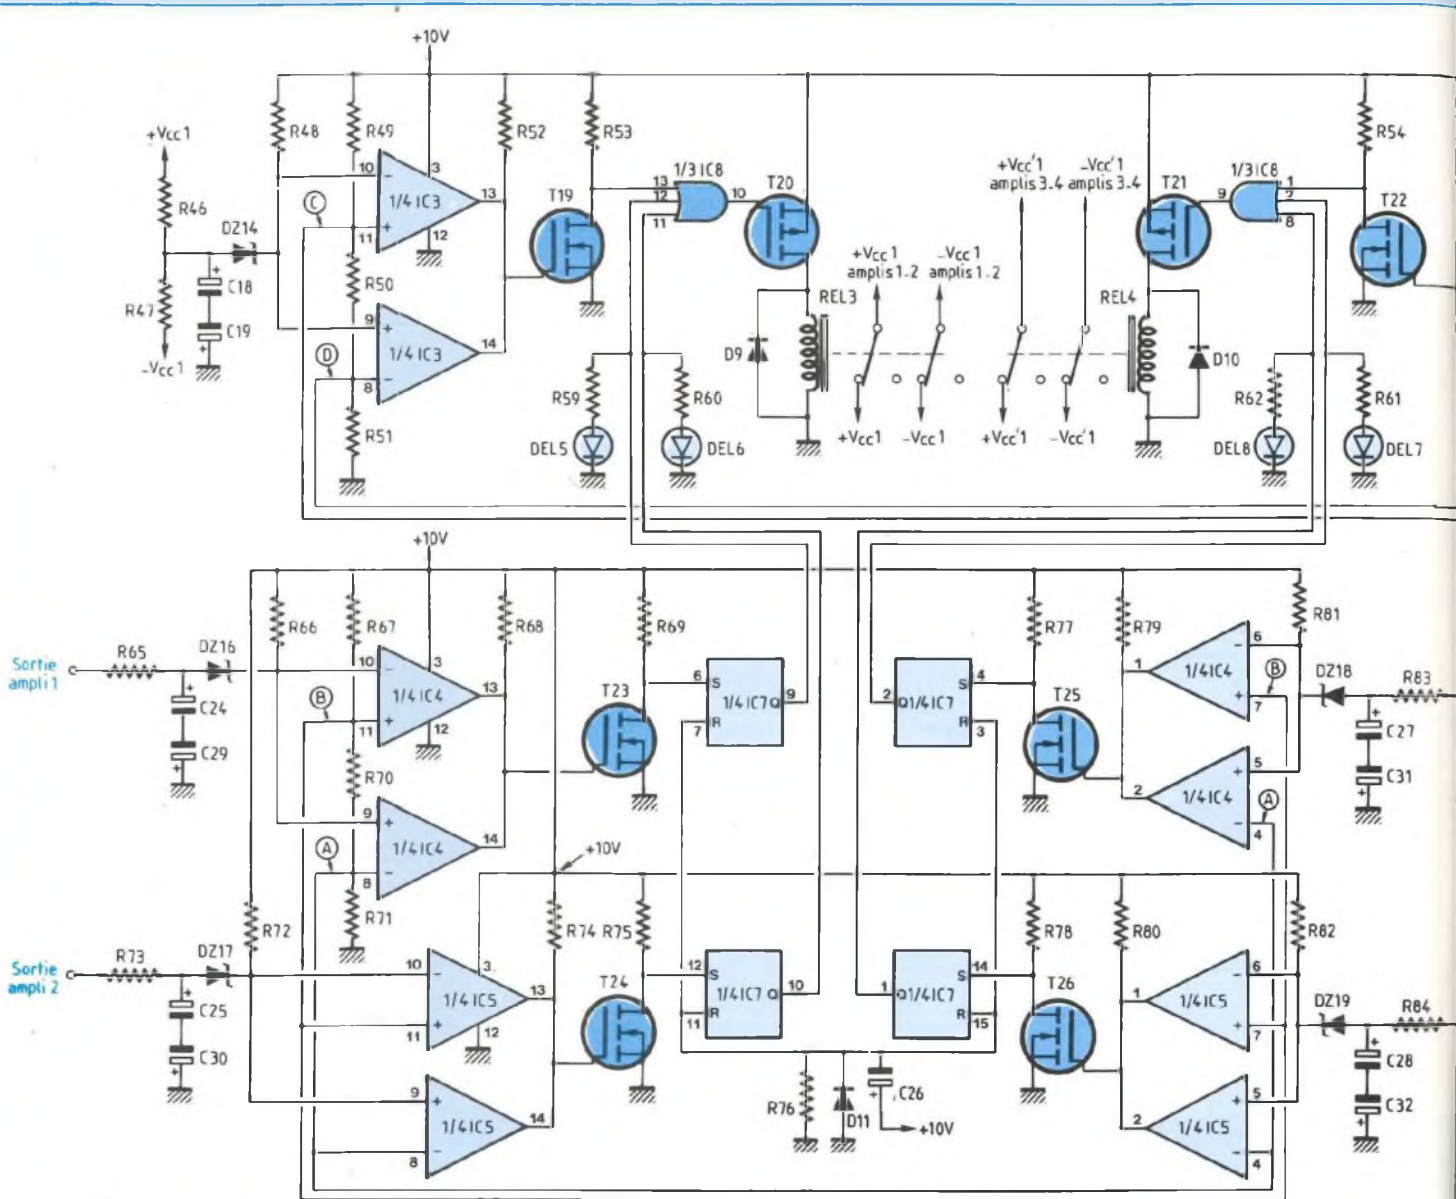 +10V
R48
R49
R52
R53
R54
+Vcc1
R46
R47
-Vcc1
DZ14
C18
C19
C
D
10
-
3
1/4 IC3
13
11
+
12
R50
9
+
1/4 IC3
14
8
-
R51
T19
1/3 IC8
13
12
11
10
T20
+Vcc'1
amplis 3-4
-Vcc'1
amplis 3-4
T21
1/3 IC8
9
1
2
8
T22
+Vcc1
amplis 1-2
-Vcc1
amplis 1-2
REL3
REL4
D9
D10
R59
R60
R62
R61
DEL5
DEL6
+Vcc1
-Vcc1
+Vcc'1
-Vcc'1
DEL8
DEL7
+10V
Sortie
ampli 1
R65
DZ16
R66
R67
R68
R69
C24
C29
10
-
3
1/4 IC4
13
B
11
+
12
R70
9
+
1/4 IC4
14
A
8
-
R71
T23
6
S
1/4 IC7
Q
9
7
R
2
Q
1/4 IC7
S
4
R
3
R77
R79
R81
T25
1
1/4 IC4
6
-
B
+
7
2
1/4 IC4
5
+
A
-
4
DZ18
R83
C27
C31
+10V
Sortie
ampli 2
R73
DZ17
R72
C25
C30
10
-
3
1/4 IC5
13
11
+
12
9
+
1/4 IC5
14
8
-
R74
R75
T24
12
S
1/4 IC7
Q
10
11
R
1
Q
1/4 IC7
S
14
R
15
R76
D11
C26
+10V
R78
R80
R82
T26
1
1/4 IC5
6
-
+
7
2
1/4 IC5
5
+
-
4
DZ19
R84
C28
C32